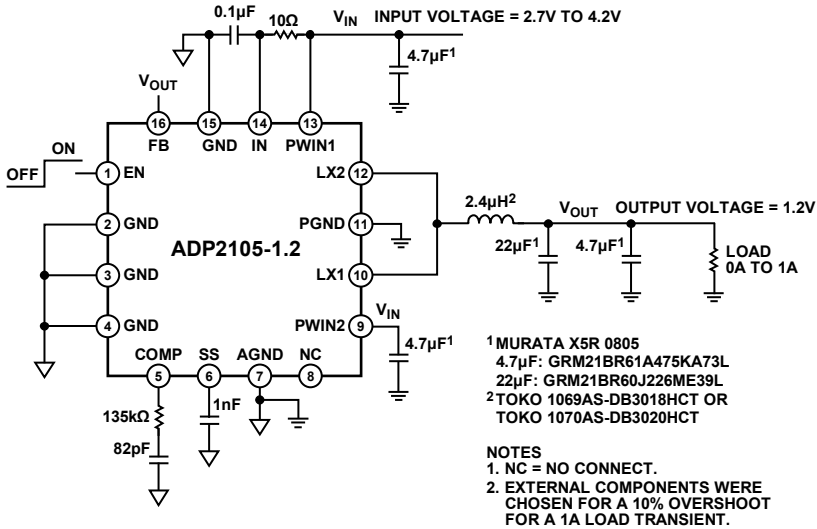 0.1µF 10Ω VIN INPUT VOLTAGE = 2.7V TO 4.2V
4.7µF1
VOUT
16 15 14 13
FB GND IN PWIN1
ON
OFF
1 EN LX2 12
2.4µH2
VOUT OUTPUT VOLTAGE = 1.2V
2 GND PGND 11
22µF1 4.7µF1 LOAD
0A TO 1A
ADP2105-1.2
3 GND LX1 10
VIN
4 GND PWIN2 9
4.7µF1
COMP SS AGND NC
5 6 7 8
135kΩ 1nF
82pF
1 MURATA X5R 0805
4.7µF: GRM21BR61A475KA73L
22µF: GRM21BR60J226ME39L
2 TOKO 1069AS-DB3018HCT OR
TOKO 1070AS-DB3020HCT
NOTES
1. NC = NO CONNECT.
2. EXTERNAL COMPONENTS WERE
CHOSEN FOR A 10% OVERSHOOT
FOR A 1A LOAD TRANSIENT.